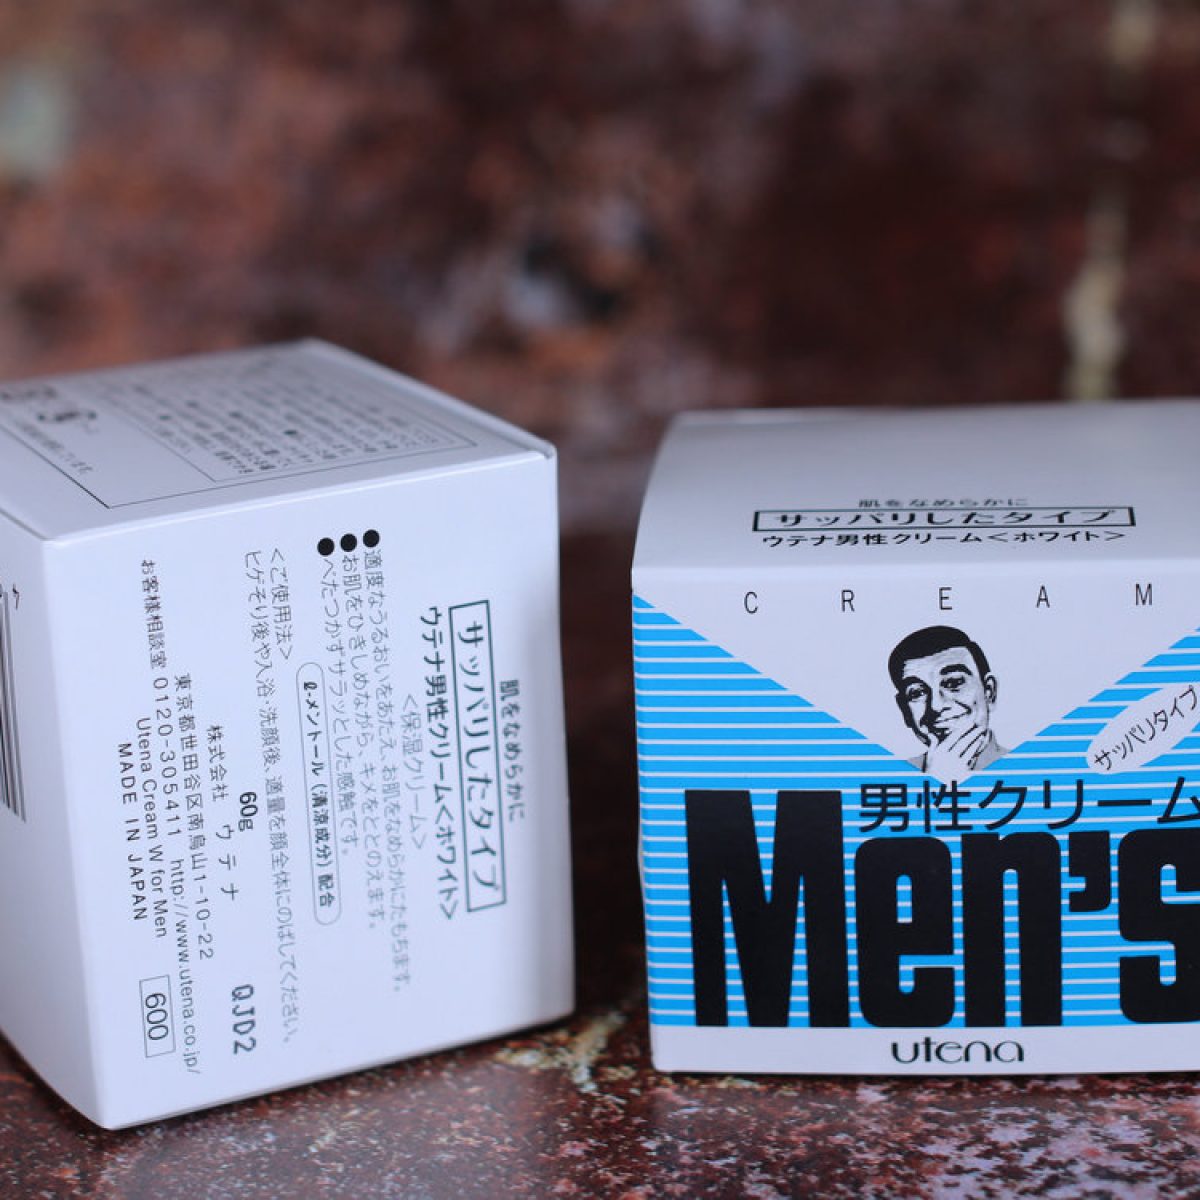 肌をなめらかに
サッパリしたタイプ
ウテナ男性クリーム<ホワイト>
<保湿クリーム>
●適度なうるおいをあたえ、お肌をなめらかにたもちます。
●お肌をひきしめながら、キメをととのえます。
●べたつかずサラッとした感触です。
ℓ-メントール(清涼成分)配合
<ご使用法>
ヒゲそり後や入浴・洗顔後、適量を顔全体にのばしてください。
60g
QJD2
株式会社 ウテナ
東京都世田谷区南烏山1-10-22
お客様相談室 0120-305411 http://www.utena.co.jp/
Utena Cream W for Men
MADE IN JAPAN
600
肌をなめらかに
サッパリしたタイプ
ウテナ男性クリーム<ホワイト>
CREAM
サッパリタイプ
男性クリーム
Men's
utena